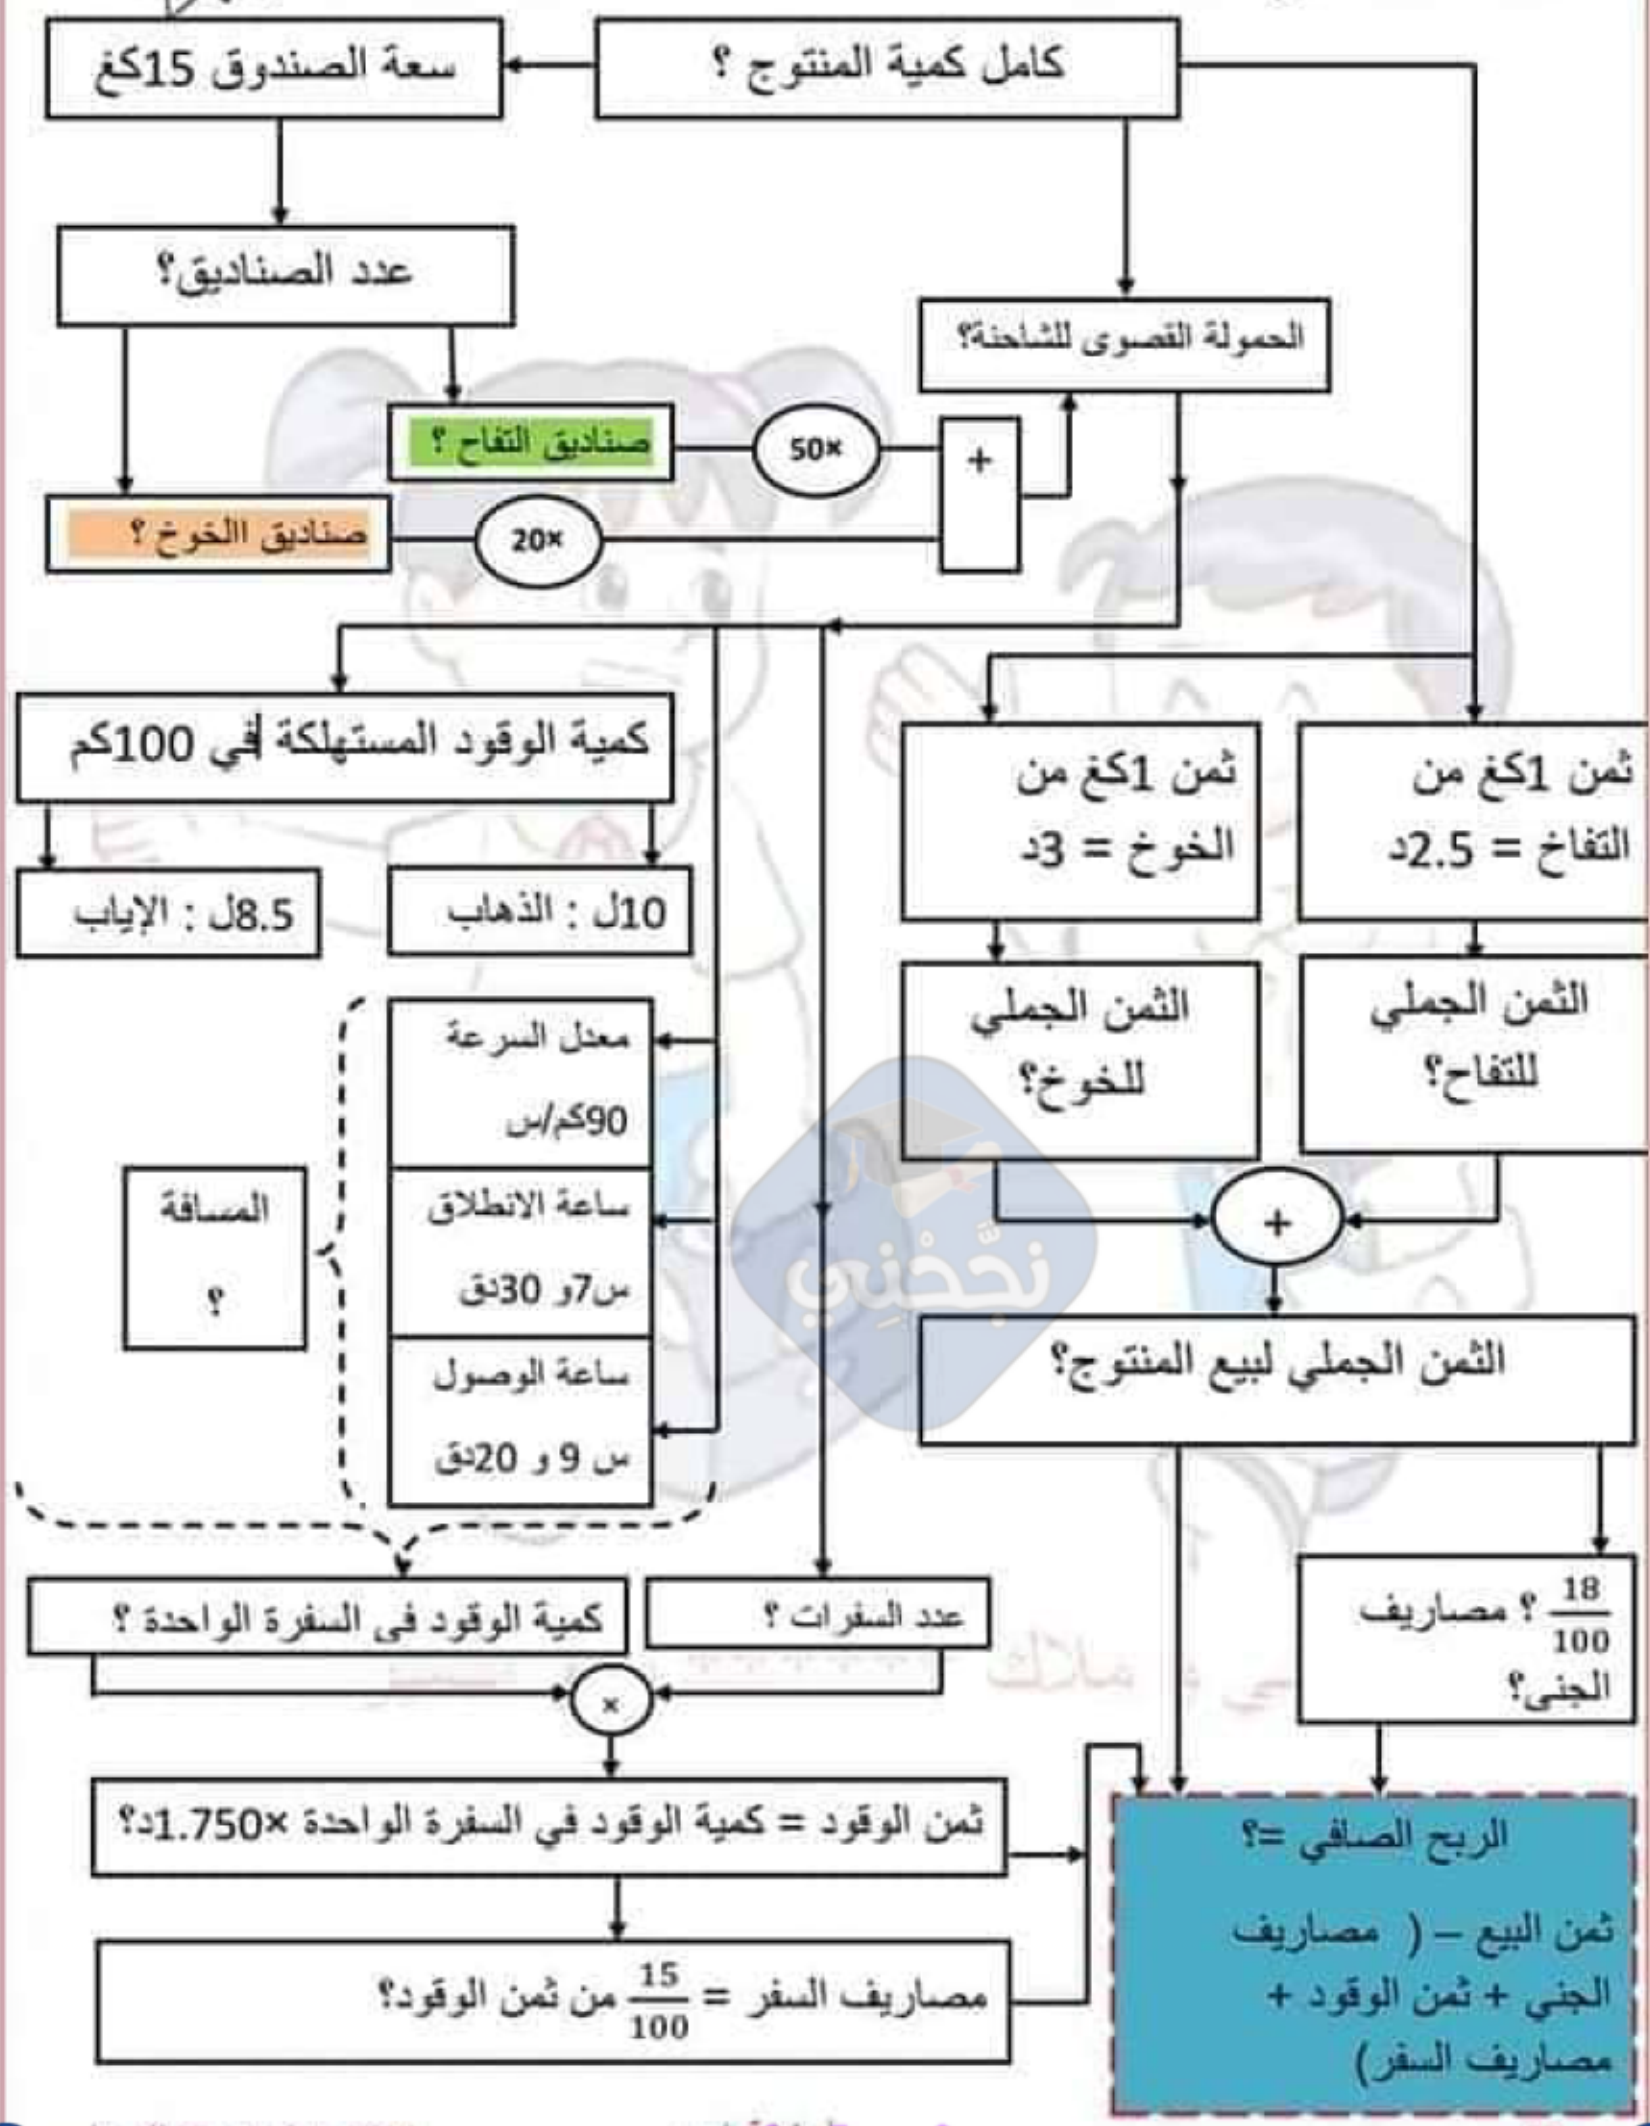 كامل كمية المنتوج ؟
سعة الصندوق 15كغ
عدد الصناديق؟
الحمولة القصوى للشاحنة؟
صناديق التفاح ؟
50×
+
صناديق االخوخ ؟
20×
كمية الوقود المستهلكة في 100كم
10ل : الذهاب
8.5ل : الإياب
ثمن 1كغ من
التفاخ = 2.5د
ثمن 1كغ من
الخوخ = 3د
الثمن الجملي
للتفاح؟
الثمن الجملي
للخوخ؟
+
معدل السرعة
90كم/س
ساعة الانطلاق
س7و 30دق
ساعة الوصول
س 9 و 20دق
المسافة
؟
نجَّحْنِي
الثمن الجملي لبيع المنتوج؟
18/100 ؟ مصاريف
الجني؟
عدد السفرات ؟
كمية الوقود في السفرة الواحدة ؟
×
ثمن الوقود = كمية الوقود في السفرة الواحدة ×1.750د؟
مصاريف السفر = 15/100 من ثمن الوقود؟
الربح الصافي =؟
ثمن البيع – ( مصاريف
الجني + ثمن الوقود +
مصاريف السفر)